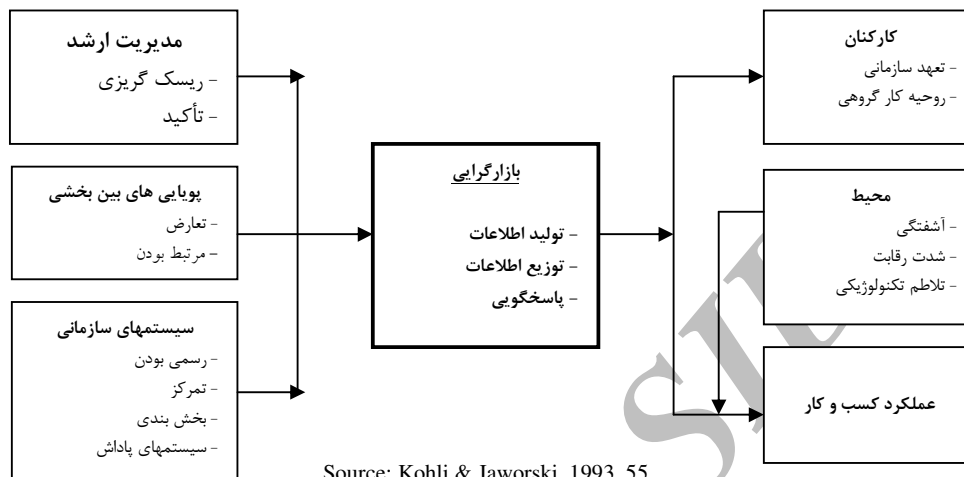 مدیریت ارشد
- ریسک گریزی
- تأکید
پویایی های بین بخشی
- تعارض
- مرتبط بودن
سیستمهای سازمانی
- رسمی بودن
- تمرکز
- بخش بندی
- سیستمهای پاداش
بازارگرایی
- تولید اطلاعات
- توزیع اطلاعات
- پاسخگویی
کارکنان
- تعهد سازمانی
- روحیه کار گروهی
محیط
- آشفتگی
- شدت رقابت
- تلاطم تکنولوژیکی
عملکرد کسب و کار
Source: Kohli & Jaworski, 1993, 55